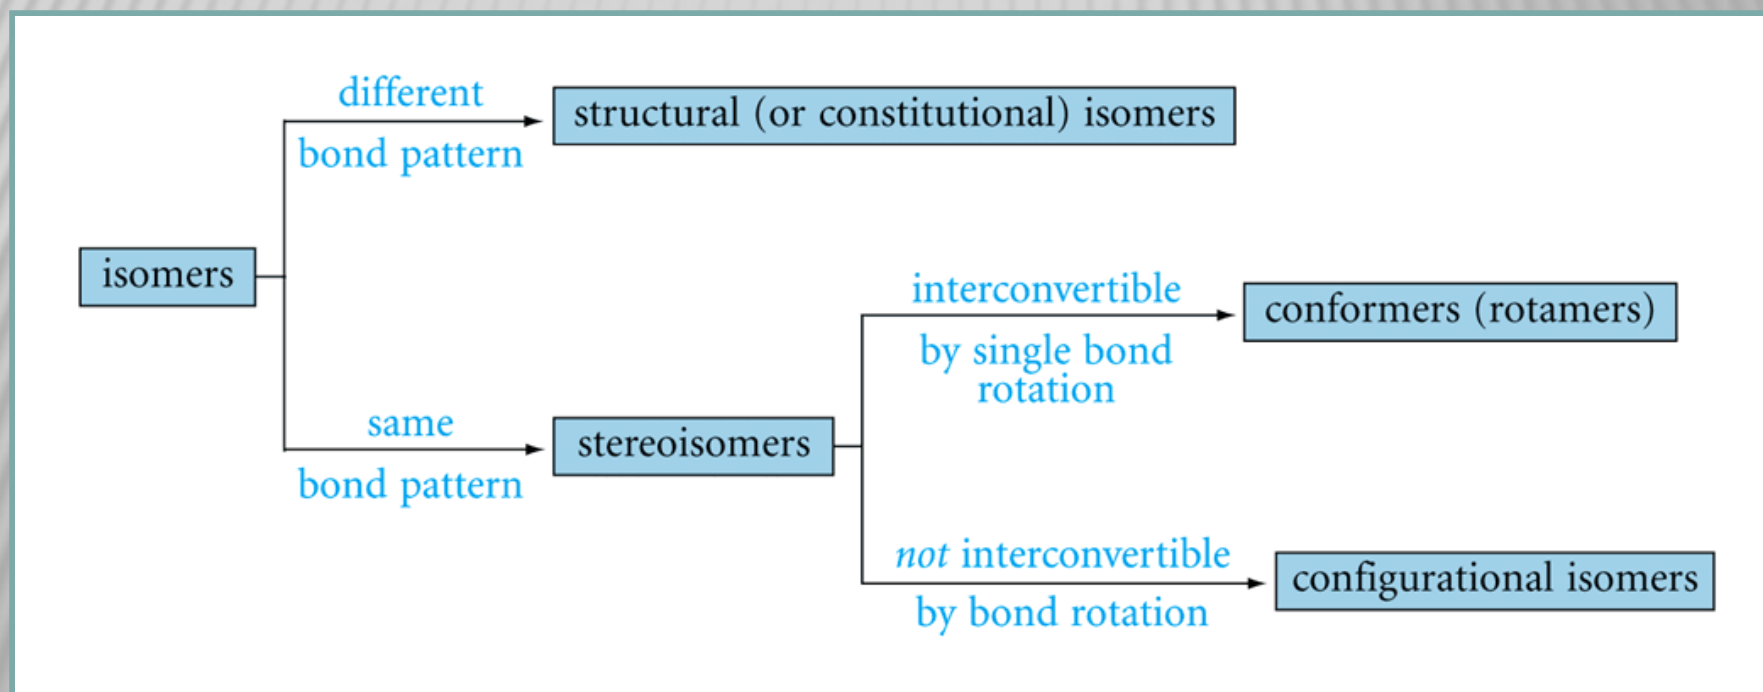 different
bond pattern
structural (or constitutional) isomers
isomers
interconvertible
by single bond
rotation
conformers (rotamers)
same
bond pattern
stereoisomers
not interconvertible
by bond rotation
configurational isomers